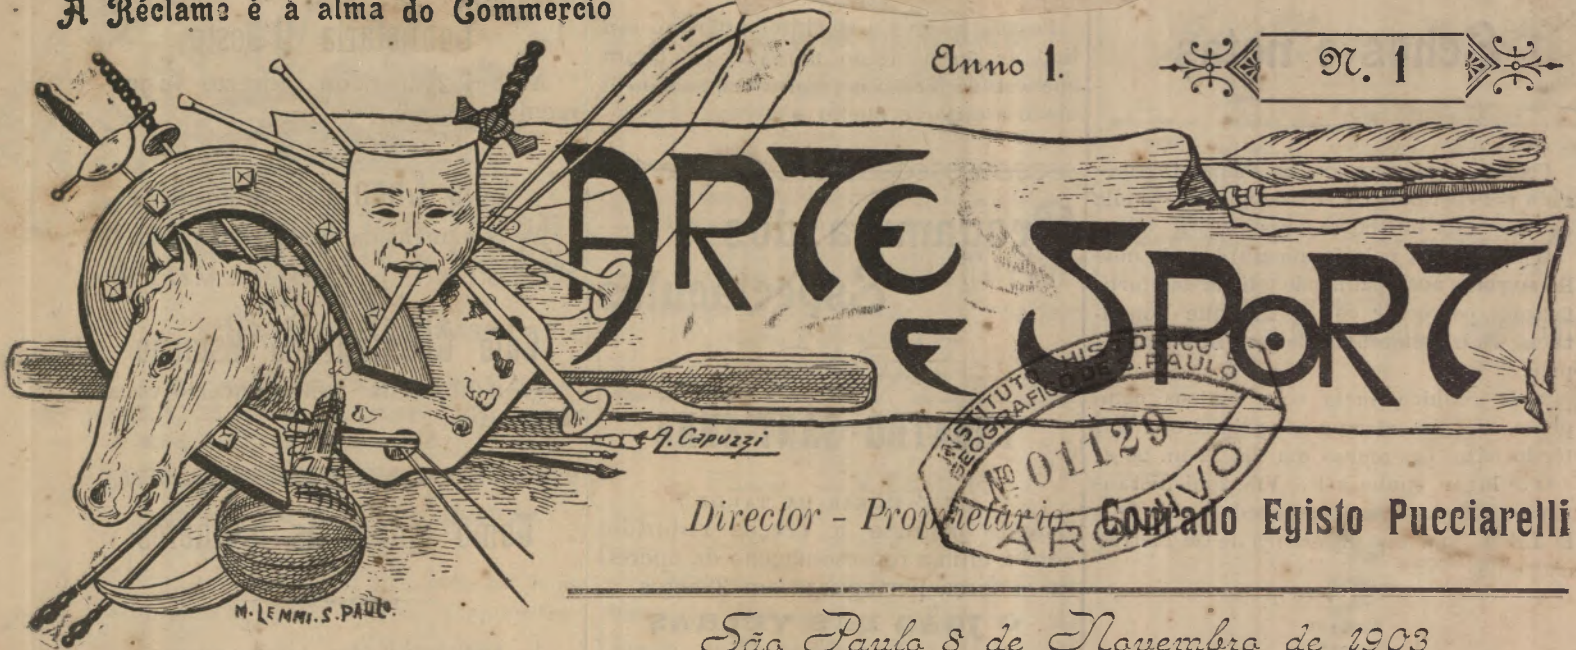 A Réclame é a alma do Commercio
Anno 1.
N. 1
ARTE
E SPORT
A. Capuzzi
INSTITUTO HISTORICO E
GEOGRAFICO DE S. PAULO
Nº 01129
ARCHIVO
Director - Proprietario Conrado Egisto Pucciarelli
M. LEMMI. S. PAULO.
São Paulo 8 de Novembro de 1903